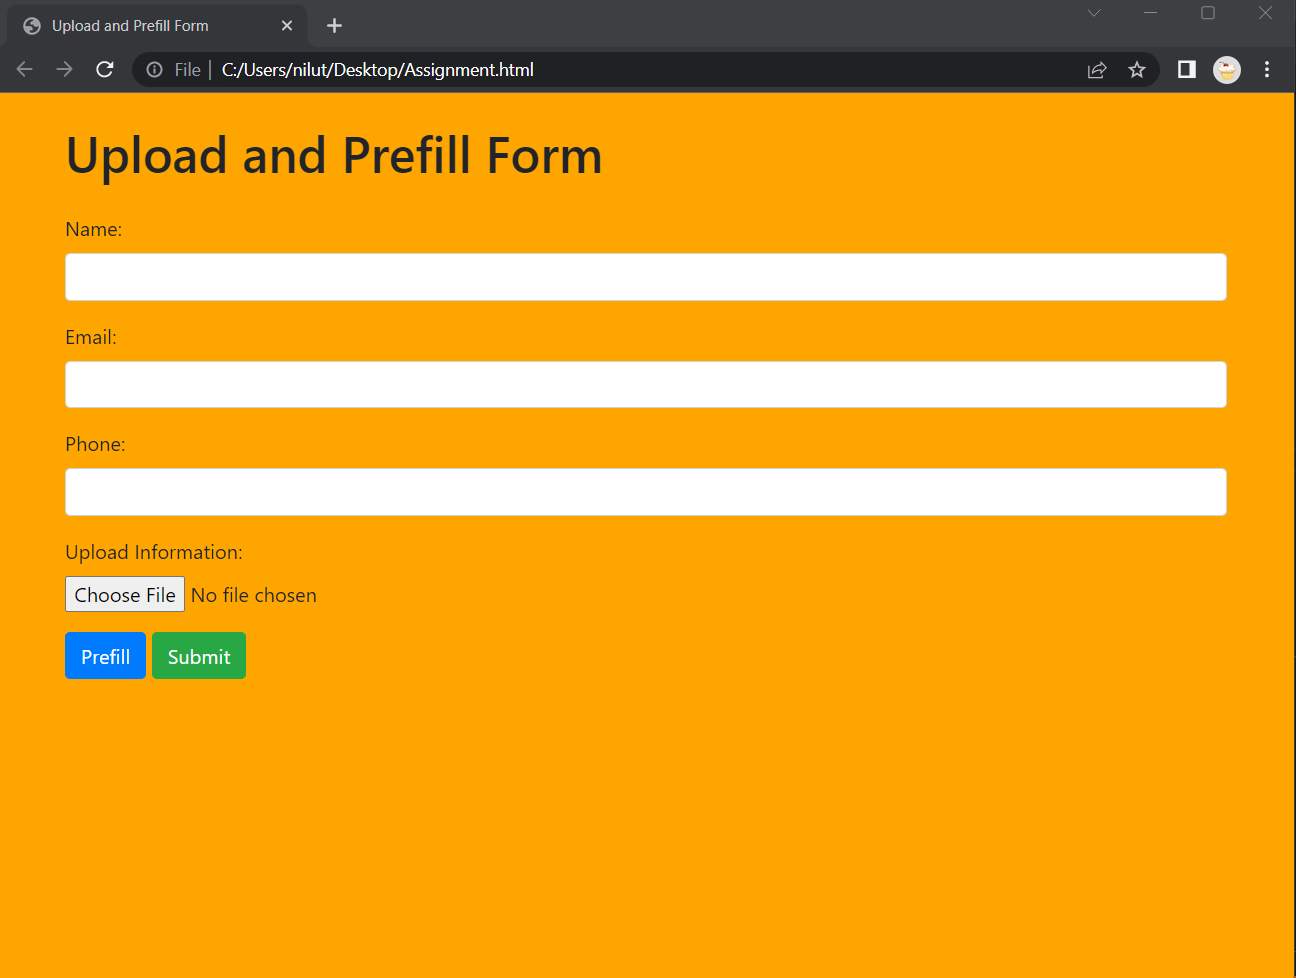 Upload and Prefill Form
File | C:/Users/nilut/Desktop/Assignment.html
Upload and Prefill Form
Name:
Email:
Phone:
Upload Information:
Choose File No file chosen
Prefill Submit